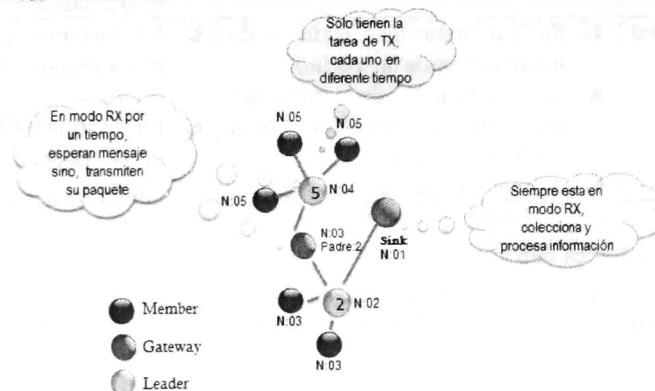 Sólo tienen la
tarea de TX,
cada uno en
diferente tiempo
En modo RX por
un tiempo,
esperan mensaje
sino, transmiten
su paquete
N:05
N:05
5
N:04
N:05
Siempre esta en
modo RX,
colecciona y
procesa información
N:03
Padre:2
Sink
N:01
2
N:02
N:03
N:03
Member
Gateway
Leader